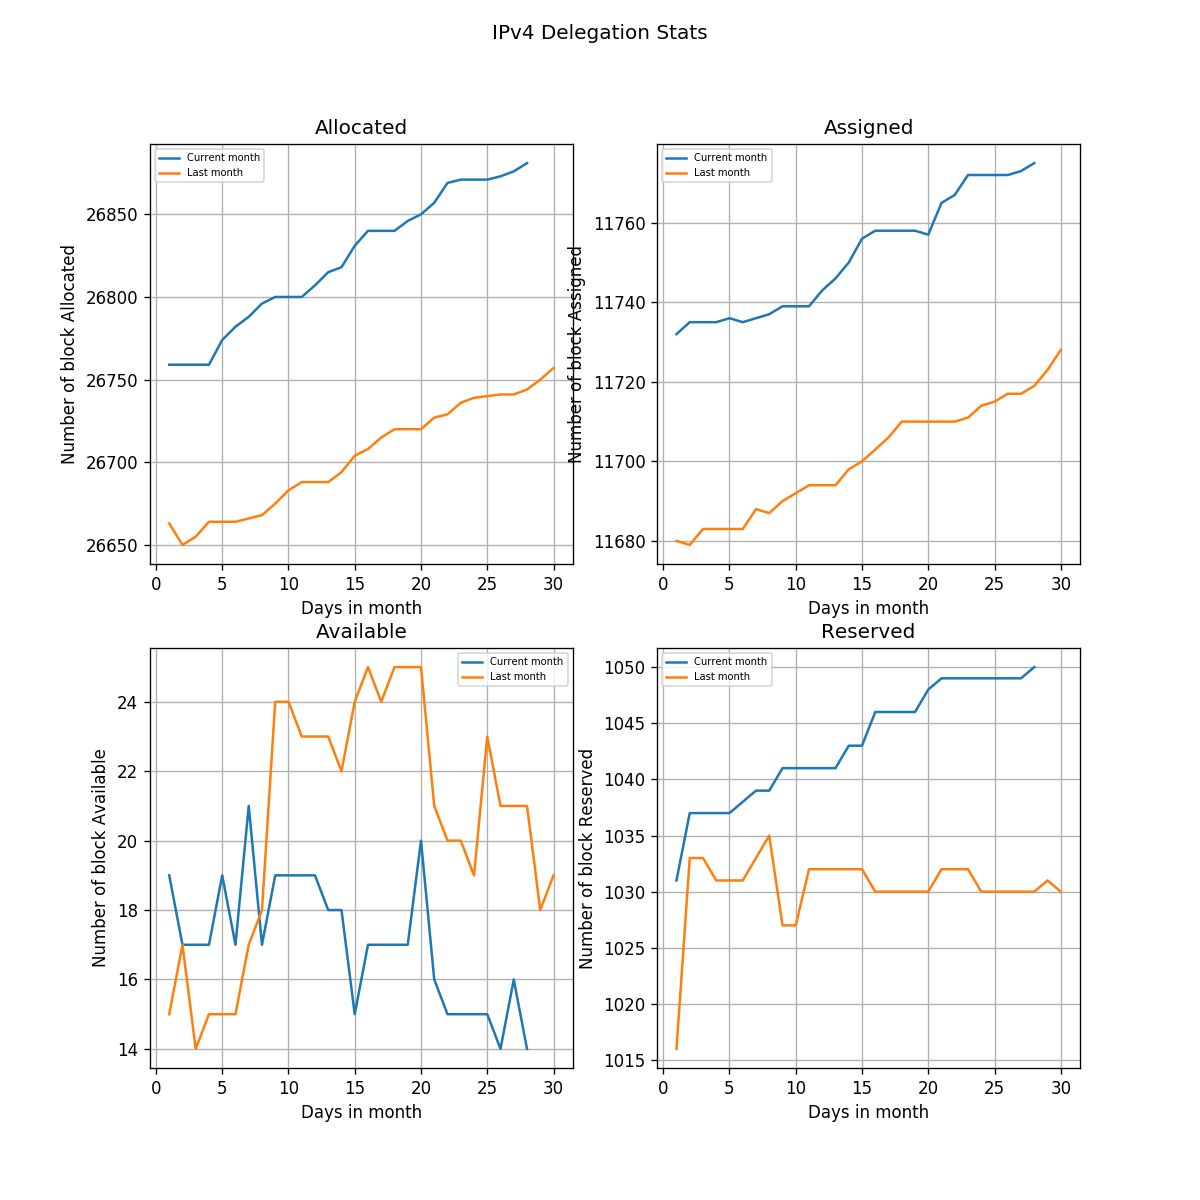 IPv4 Delegation Stats
Allocated
Current month
Last month
26850
26800
26750
26700
26650
Number of block Allocated
0 5 10 15 20 25 30
Days in month
Assigned
Current month
Last month
11760
11740
11720
11700
11680
Number of block Assigned
0 5 10 15 20 25 30
Days in month
Available
Current month
Last month
24
22
20
18
16
14
Number of block Available
0 5 10 15 20 25 30
Days in month
Reserved
Current month
Last month
1050
1045
1040
1035
1030
1025
1020
1015
Number of block Reserved
0 5 10 15 20 25 30
Days in month